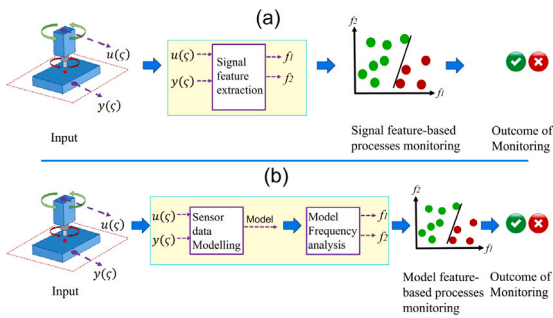 (a)
u(ς)
y(ς)
Input
u(ς)
y(ς)
Signal
feature
extraction
f1
f2
f2
f1
Signal feature-based
processes monitoring
Outcome of
Monitoring
(b)
u(ς)
y(ς)
Input
u(ς)
y(ς)
Sensor
data
Modelling
Model
Model
Frequency
analysis
f1
f2
f2
f1
Model feature-
based processes
monitoring
Outcome of
Monitoring